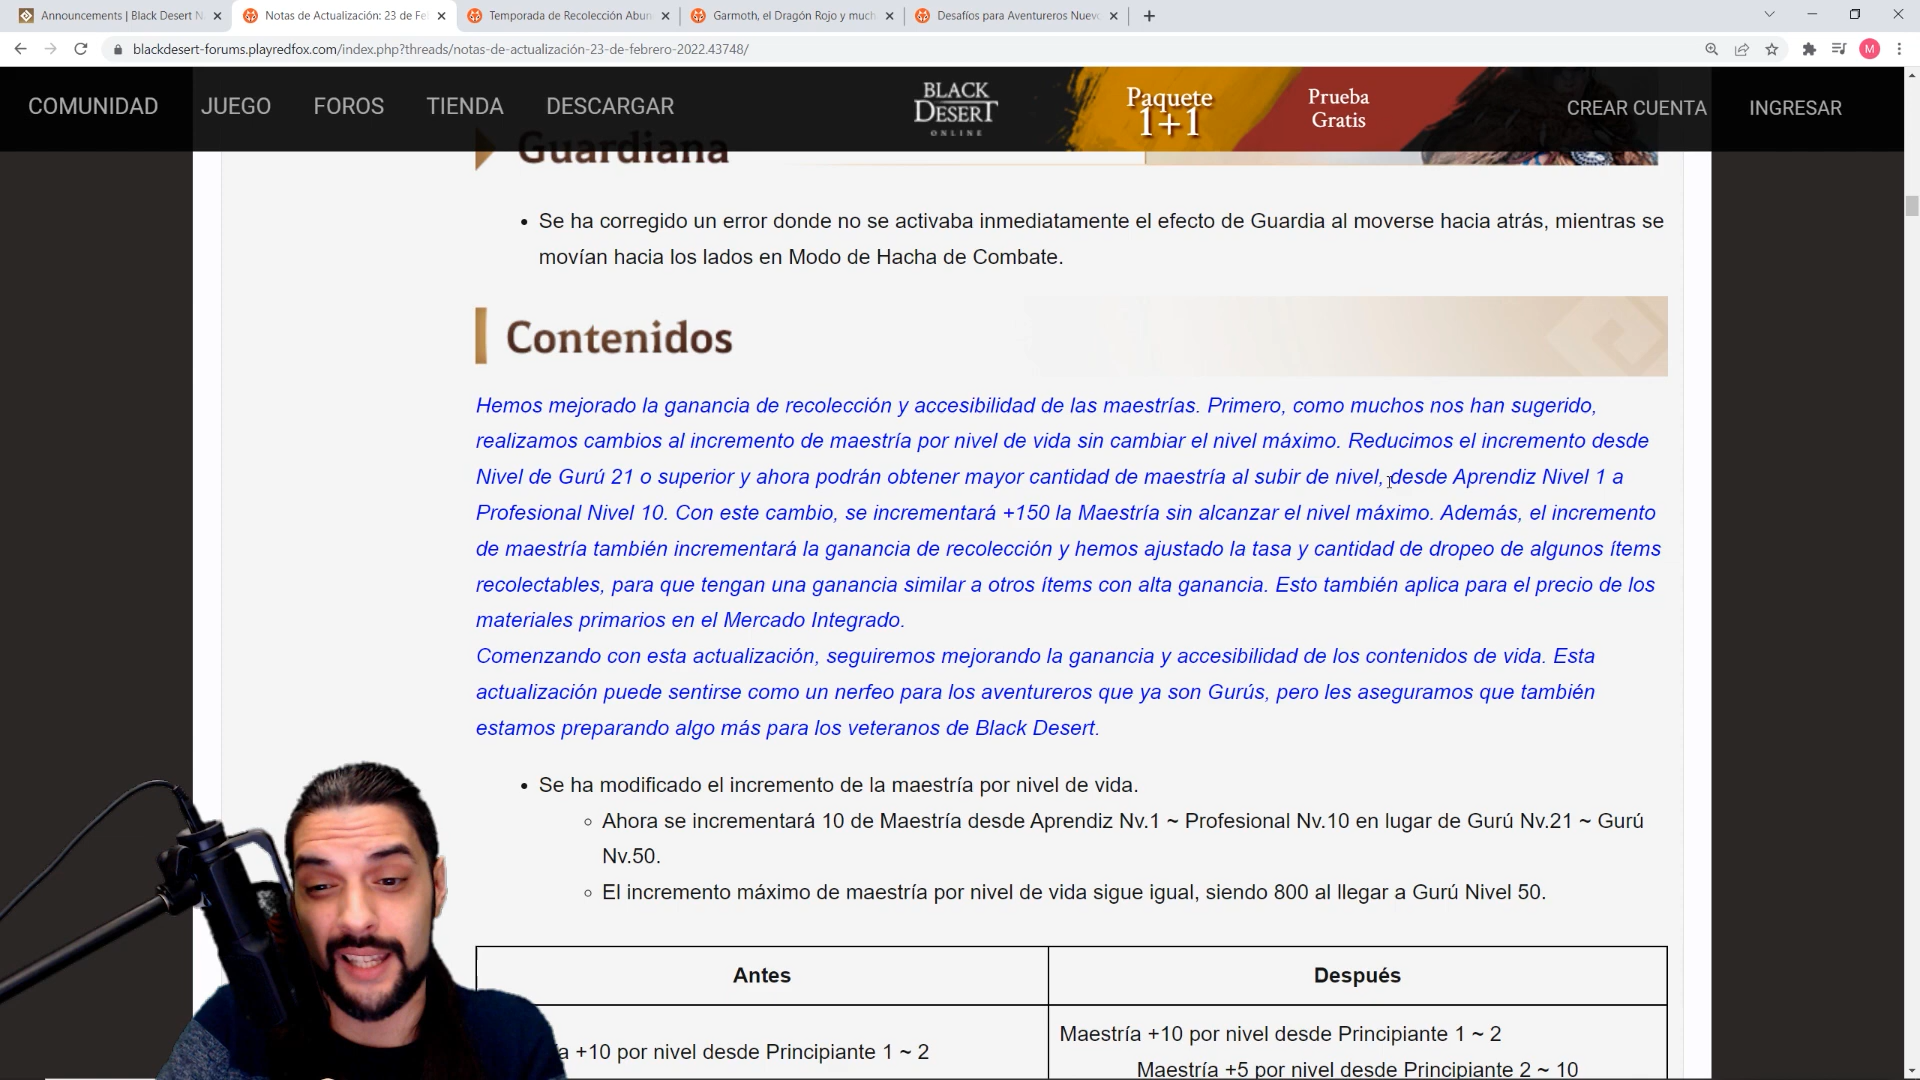 Announcements | Black Desert N
Notas de Actualización: 23 de Fe
Temporada de Recolección Abun
Garmoth, el Dragón Rojo y much
Desafíos para Aventureros Nuevo
blackdesert-forums.playredfox.com/index.php?threads/notas-de-actualización-23-de-febrero-2022.43748/
M
COMUNIDAD
JUEGO
FOROS
TIENDA
DESCARGAR
BLACK
DESERT
ONLINE
Paquete
1+1
Prueba
Gratis
CREAR CUENTA
INGRESAR
Guardiana
• Se ha corregido un error donde no se activaba inmediatamente el efecto de Guardia al moverse hacia atrás, mientras se
movían hacia los lados en Modo de Hacha de Combate.
Contenidos
Hemos mejorado la ganancia de recolección y accesibilidad de las maestrías. Primero, como muchos nos han sugerido,
realizamos cambios al incremento de maestría por nivel de vida sin cambiar el nivel máximo. Reducimos el incremento desde
Nivel de Gurú 21 o superior y ahora podrán obtener mayor cantidad de maestría al subir de nivel, desde Aprendiz Nivel 1 a
Profesional Nivel 10. Con este cambio, se incrementará +150 la Maestría sin alcanzar el nivel máximo. Además, el incremento
de maestría también incrementará la ganancia de recolección y hemos ajustado la tasa y cantidad de dropeo de algunos ítems
recolectables, para que tengan una ganancia similar a otros ítems con alta ganancia. Esto también aplica para el precio de los
materiales primarios en el Mercado Integrado.
Comenzando con esta actualización, seguiremos mejorando la ganancia y accesibilidad de los contenidos de vida. Esta
actualización puede sentirse como un nerfeo para los aventureros que ya son Gurús, pero les aseguramos que también
estamos preparando algo más para los veteranos de Black Desert.
• Se ha modificado el incremento de la maestría por nivel de vida.
◦ Ahora se incrementará 10 de Maestría desde Aprendiz Nv.1 ~ Profesional Nv.10 en lugar de Gurú Nv.21 ~ Gurú
Nv.50.
◦ El incremento máximo de maestría por nivel de vida sigue igual, siendo 800 al llegar a Gurú Nivel 50.
Antes
Después
a +10 por nivel desde Principiante 1 ~ 2
Maestría +10 por nivel desde Principiante 1 ~ 2
Maestría +5 por nivel desde Principiante 2 ~ 10